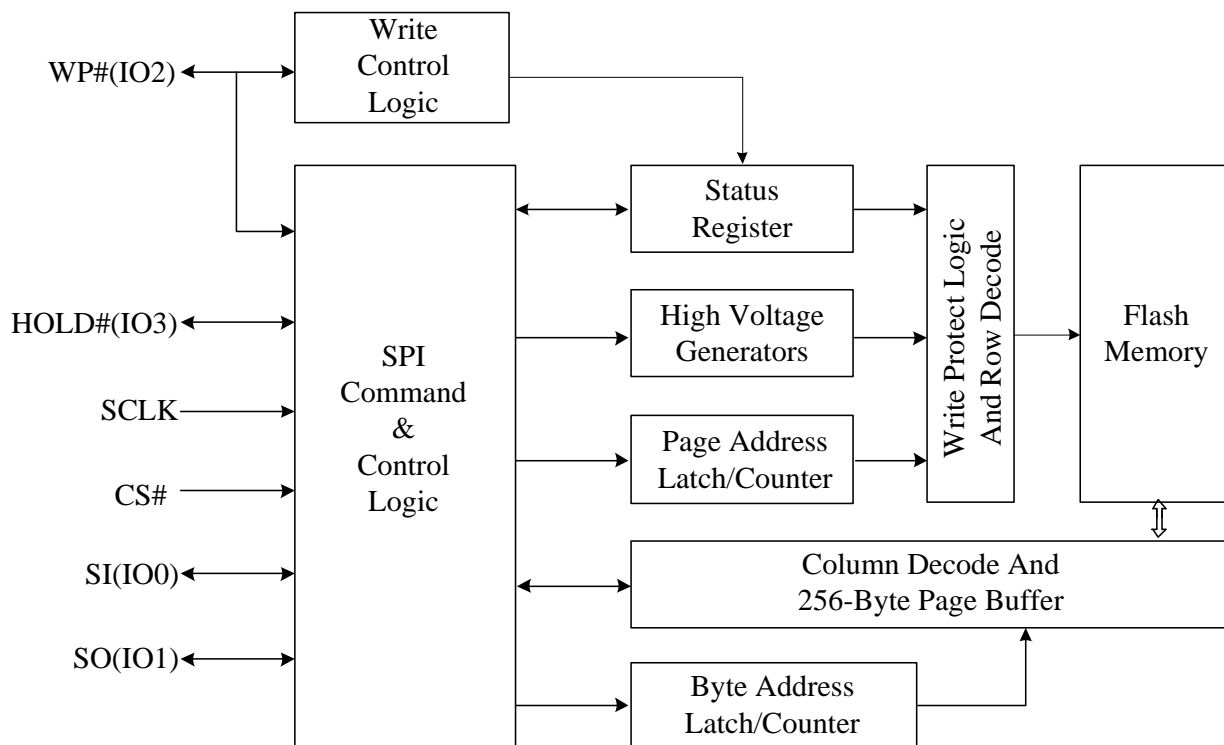 Write
Control
Logic
WP#(IO2)
HOLD#(IO3)
SCLK
CS#
SI(IO0)
SO(IO1)
SPI
Command
&
Control
Logic
Status
Register
High Voltage
Generators
Page Address
Latch/Counter
Write Protect Logic
And Row Decode
Flash
Memory
Column Decode And
256-Byte Page Buffer
Byte Address
Latch/Counter